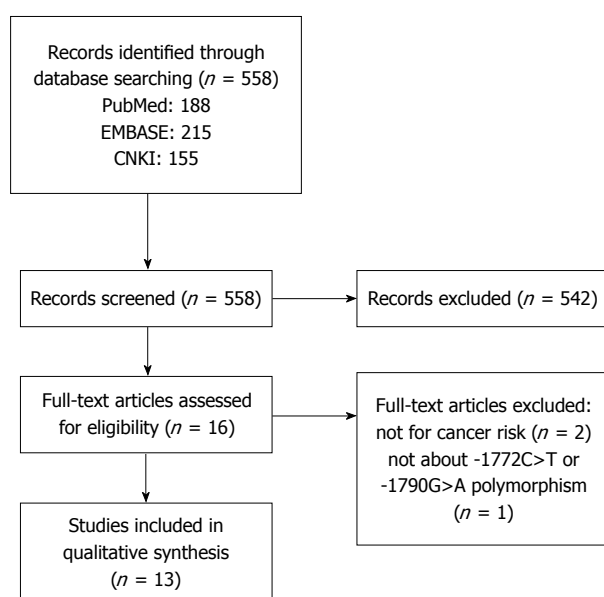 Records identified through
database searching (n = 558)
PubMed: 188
EMBASE: 215
CNKI: 155
Records screened (n = 558)
Records excluded (n = 542)
Full-text articles assessed
for eligibility (n = 16)
Full-text articles excluded:
not for cancer risk (n = 2)
not about -1772C>T or
-1790G>A polymorphism
(n = 1)
Studies included in
qualitative synthesis
(n = 13)